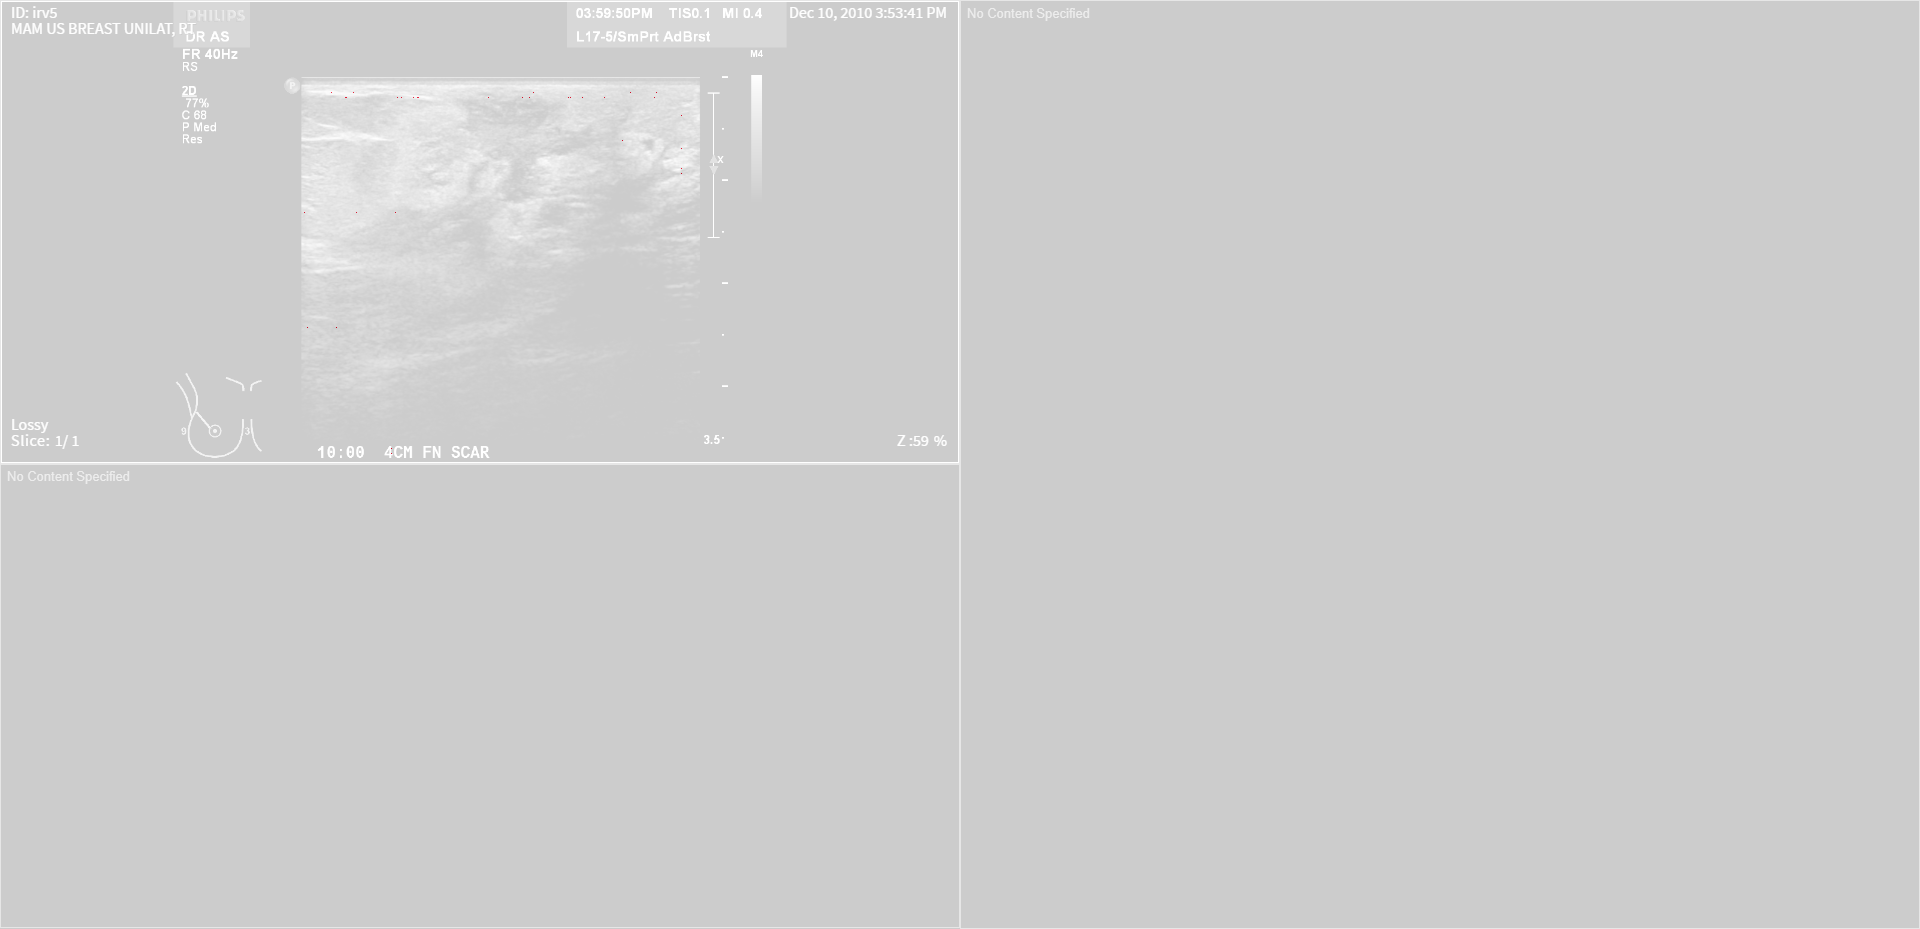 ID: irv5
MAM US BREAST UNILAT, RT
PHILIPS
DR AS
03:59:50PM TIS0.1 MI 0.4
L17-5/SmPrt AdBrst
Dec 10, 2010 3:53:41 PM
No Content Specified
FR 40Hz
RS
2D
77%
C 68
P Med
Res
P
M4
x
9
3
3.5
Lossy
Slice: 1/ 1
10:00 4CM FN SCAR
Z :59 %
No Content Specified